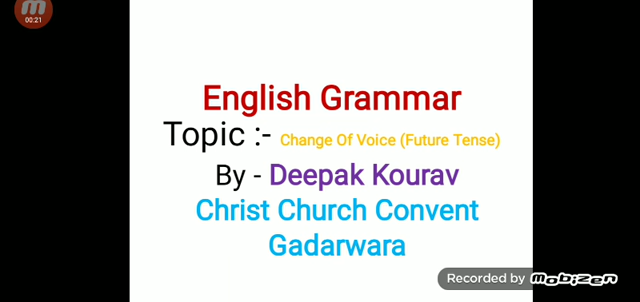 00:21
English Grammar
Topic :- Change Of Voice (Future Tense)
By - Deepak Kourav
Christ Church Convent
Gadarwara
Recorded by Mobizen